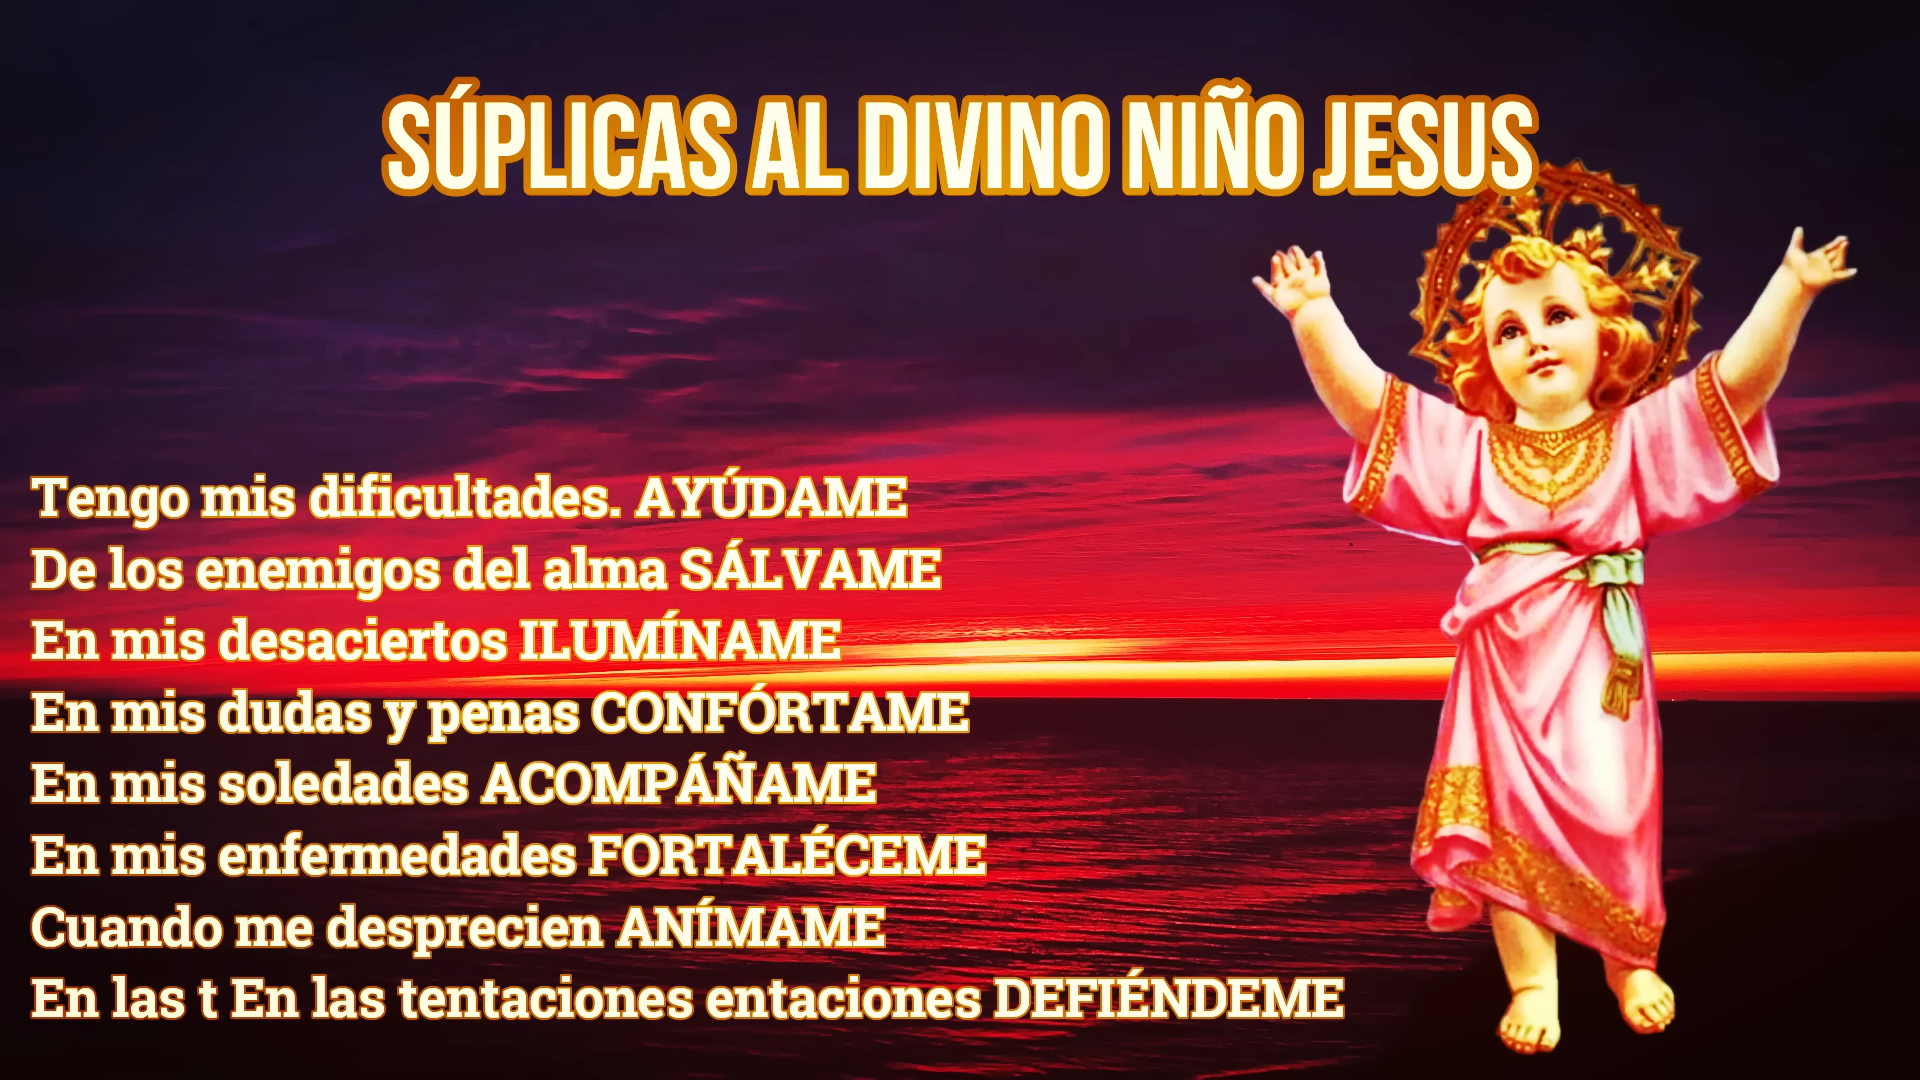 SÚPLICAS AL DIVINO NIÑO JESUS
Tengo mis dificultades. AYÚDAME
De los enemigos del alma SÁLVAME
En mis desaciertos ILUMÍNAME
En mis dudas y penas CONFÓRTAME
En mis soledades ACOMPÁÑAME
En mis enfermedades FORTALÉCEME
Cuando me desprecien ANÍMAME
En las t En las tentaciones entaciones DEFIÉNDEME